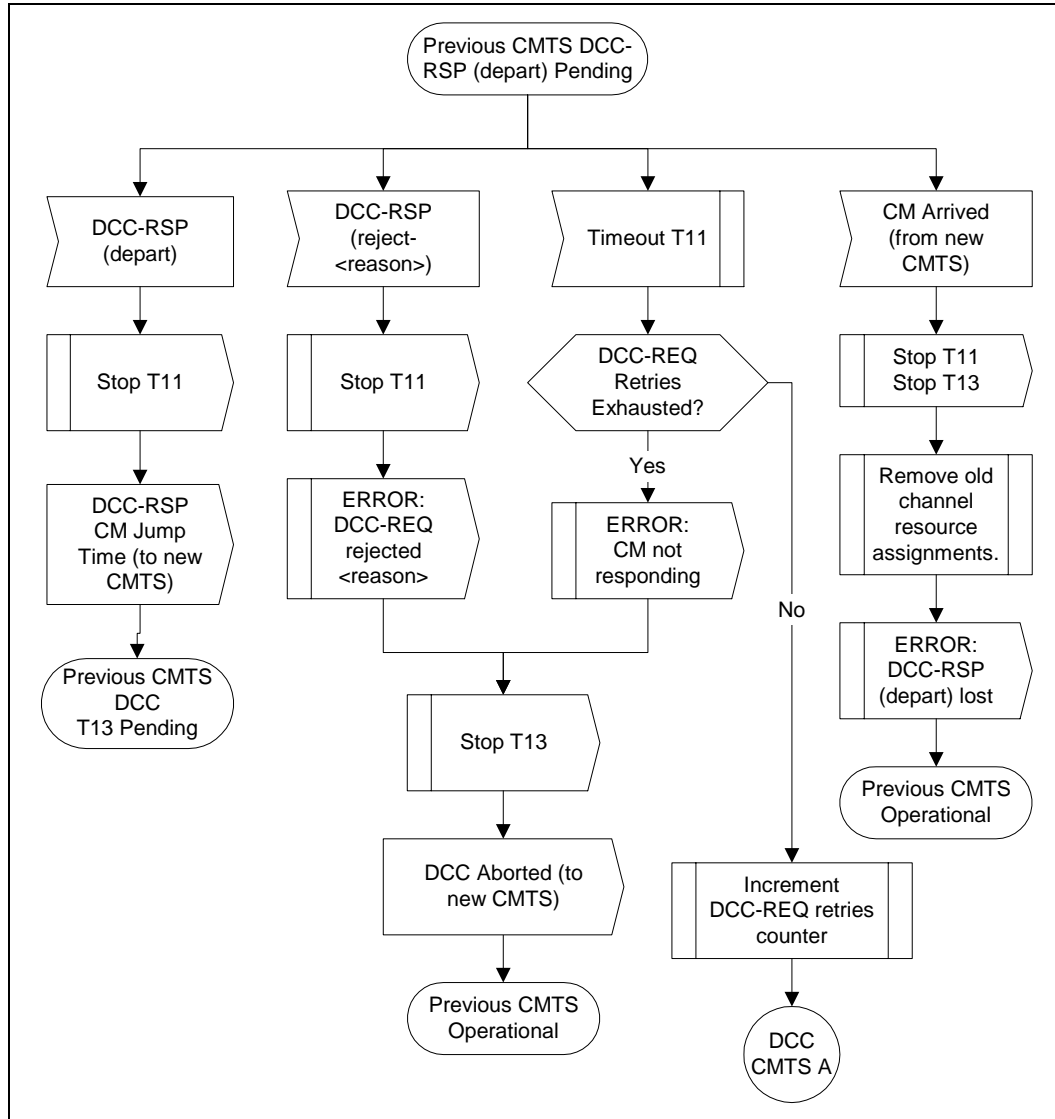 Previous CMTS DCC-
RSP (depart) Pending
DCC-RSP
(depart)
DCC-RSP
(reject-
<reason>)
Timeout T11
CM Arrived
(from new
CMTS)
Stop T11
Stop T11
DCC-REQ
Retries
Exhausted?
Stop T11
Stop T13
Yes
No
DCC-RSP
CM Jump
Time (to new
CMTS)
ERROR:
DCC-REQ
rejected
<reason>
ERROR:
CM not
responding
Remove old
channel
resource
assignments.
Previous CMTS
DCC
T13 Pending
ERROR:
DCC-RSP
(depart) lost
Stop T13
Previous CMTS
Operational
DCC Aborted (to
new CMTS)
Increment
DCC-REQ retries
counter
Previous CMTS
Operational
DCC
CMTS A